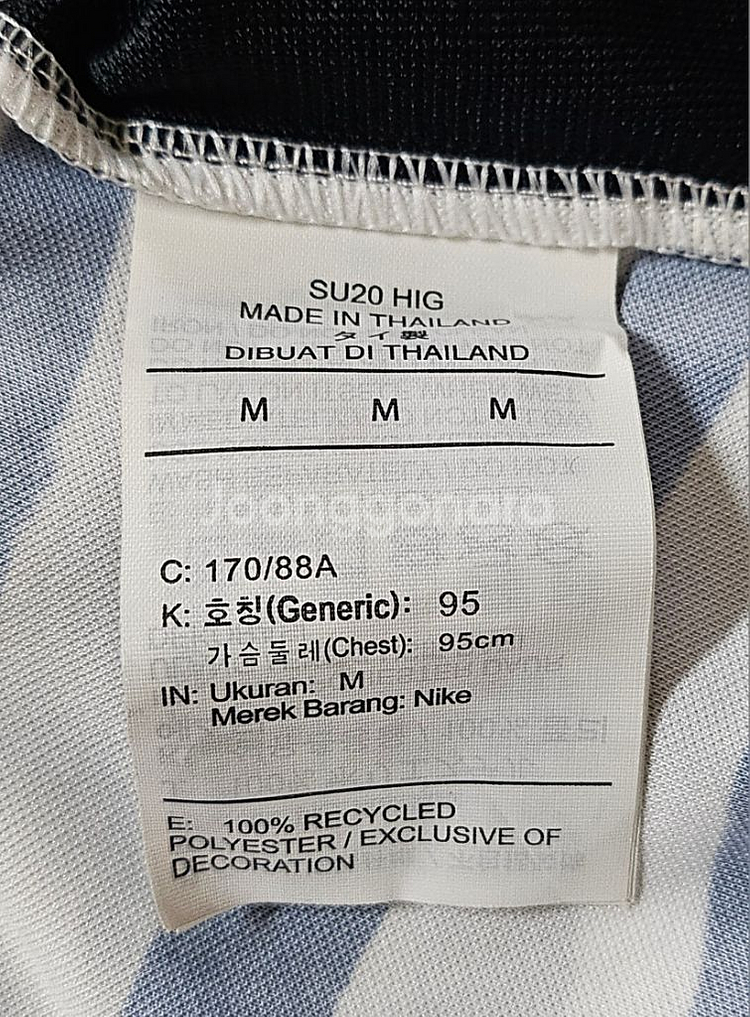 SU20 HIG
MADE IN THAILAND
タイ製
DIBUAT DI THAILAND
M M M
Joonggonara
C: 170/88A
K: 호칭(Generic): 95
가슴둘레(Chest): 95cm
IN: Ukuran: M
Merek Barang: Nike
E: 100% RECYCLED
POLYESTER / EXCLUSIVE OF
DECORATION